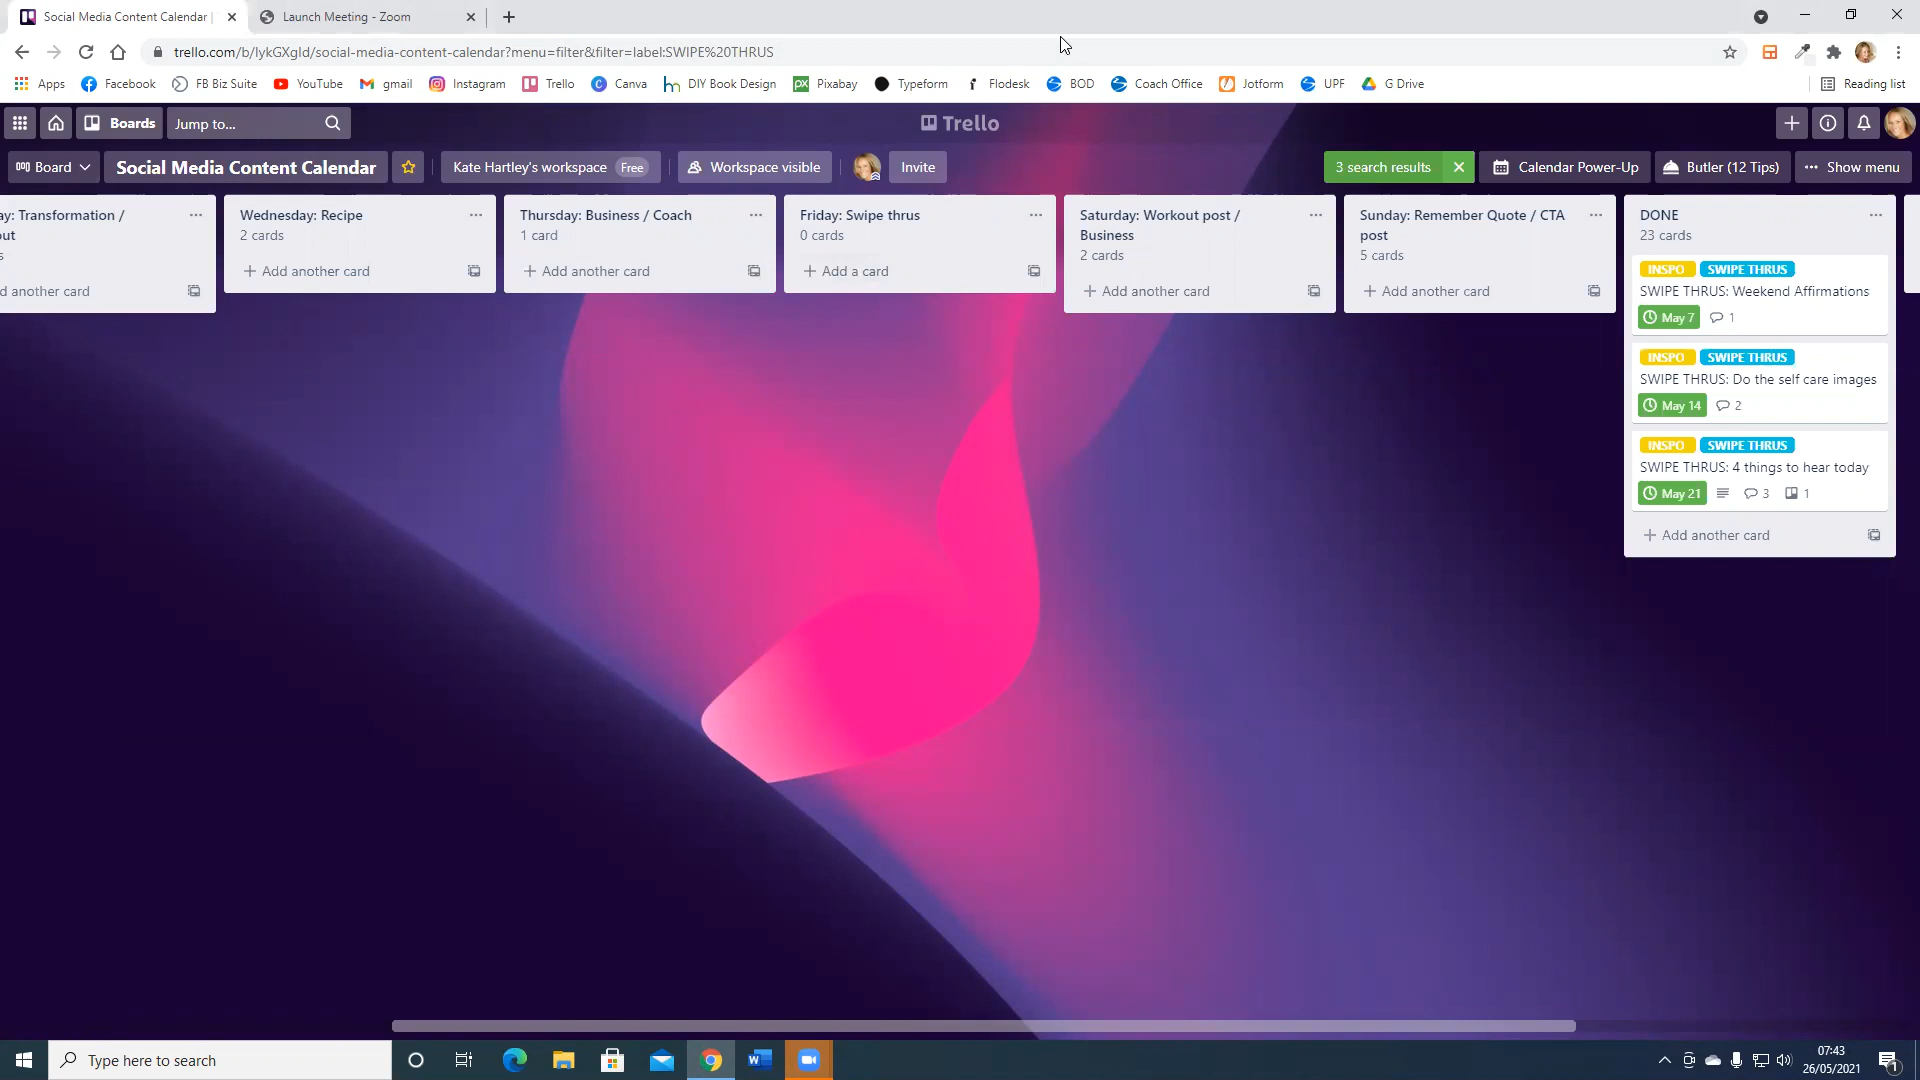 Social Media Content Calendar |
Launch Meeting - Zoom
trello.com/b/lykGXgld/social-media-content-calendar?menu=filter&filter=label:SWIPE%20THRUS
Apps
Facebook
FB Biz Suite
YouTube
gmail
Instagram
Trello
Canva
DIY Book Design
Pixabay
Typeform
Flodesk
BOD
Coach Office
Jotform
UPF
G Drive
Reading list
Boards
Jump to...
Trello
Board
Social Media Content Calendar
Kate Hartley's workspace Free
Workspace visible
Invite
3 search results
Calendar Power-Up
Butler (12 Tips)
Show menu
ay: Transformation /
out
s
d another card
Wednesday: Recipe
2 cards
Add another card
Thursday: Business / Coach
1 card
Add another card
Friday: Swipe thrus
0 cards
Add a card
Saturday: Workout post /
Business
2 cards
Add another card
Sunday: Remember Quote / CTA
post
5 cards
Add another card
DONE
23 cards
INSPO SWIPE THRUS
SWIPE THRUS: Weekend Affirmations
May 7 1
INSPO SWIPE THRUS
SWIPE THRUS: Do the self care images
May 14 2
INSPO SWIPE THRUS
SWIPE THRUS: 4 things to hear today
May 21 3 1
Add another card
Type here to search
07:43
26/05/2021
1